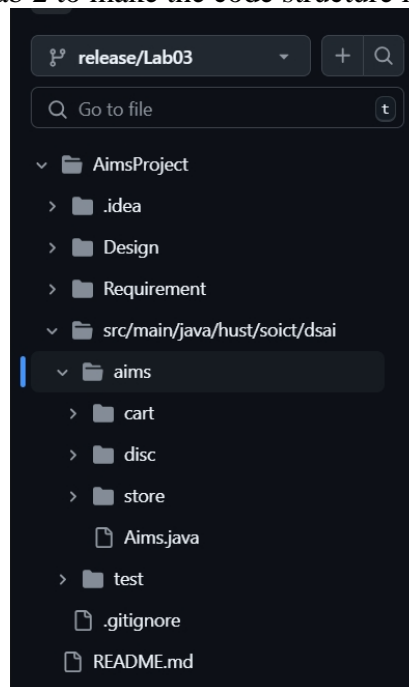 release/Lab03
Go to file
t
AimsProject
.idea
Design
Requirement
src/main/java/hust/soict/dsai
aims
cart
disc
store
Aims.java
test
.gitignore
README.md